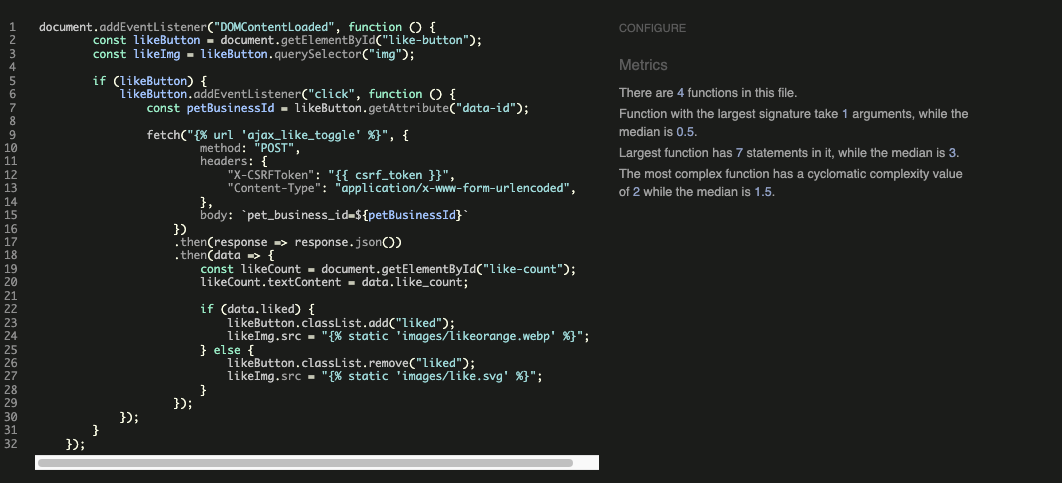 1 document.addEventListener("DOMContentLoaded", function () {
2 const likeButton = document.getElementById("like-button");
3 const likeImg = likeButton.querySelector("img");
4
5 if (likeButton) {
6 likeButton.addEventListener("click", function () {
7 const petBusinessId = likeButton.getAttribute("data-id");
8
9 fetch("{% url 'ajax_like_toggle' %}", {
10 method: "POST",
11 headers: {
12 "X-CSRFToken": "{{ csrf_token }}",
13 "Content-Type": "application/x-www-form-urlencoded",
14 },
15 body: `pet_business_id=${petBusinessId}`
16 })
17 .then(response => response.json())
18 .then(data => {
19 const likeCount = document.getElementById("like-count");
20 likeCount.textContent = data.like_count;
21
22 if (data.liked) {
23 likeButton.classList.add("liked");
24 likeImg.src = "{% static 'images/likeorange.webp' %}";
25 } else {
26 likeButton.classList.remove("liked");
27 likeImg.src = "{% static 'images/like.svg' %}";
28 }
29 });
30 });
31 }
32 });
CONFIGURE
Metrics
There are 4 functions in this file.
Function with the largest signature take 1 arguments, while the
median is 0.5.
Largest function has 7 statements in it, while the median is 3.
The most complex function has a cyclomatic complexity value
of 2 while the median is 1.5.